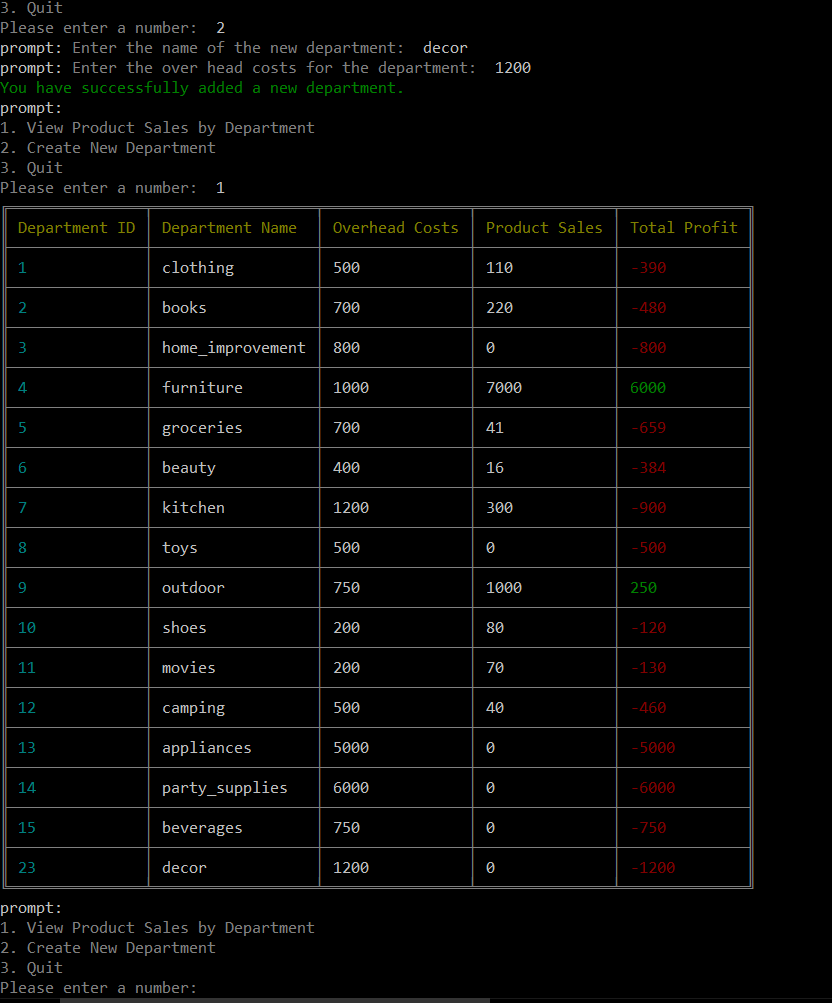 3. Quit
Please enter a number:  2
prompt: Enter the name of the new department:  decor
prompt: Enter the over head costs for the department:  1200
You have successfully added a new department.
prompt:
1. View Product Sales by Department
2. Create New Department
3. Quit
Please enter a number:  1
Department ID Department Name Overhead Costs Product Sales Total Profit
1 clothing 500 110 -390
2 books 700 220 -480
3 home_improvement 800 0 -800
4 furniture 1000 7000 6000
5 groceries 700 41 -659
6 beauty 400 16 -384
7 kitchen 1200 300 -900
8 toys 500 0 -500
9 outdoor 750 1000 250
10 shoes 200 80 -120
11 movies 200 70 -130
12 camping 500 40 -460
13 appliances 5000 0 -5000
14 party_supplies 6000 0 -6000
15 beverages 750 0 -750
23 decor 1200 0 -1200
prompt:
1. View Product Sales by Department
2. Create New Department
3. Quit
Please enter a number: